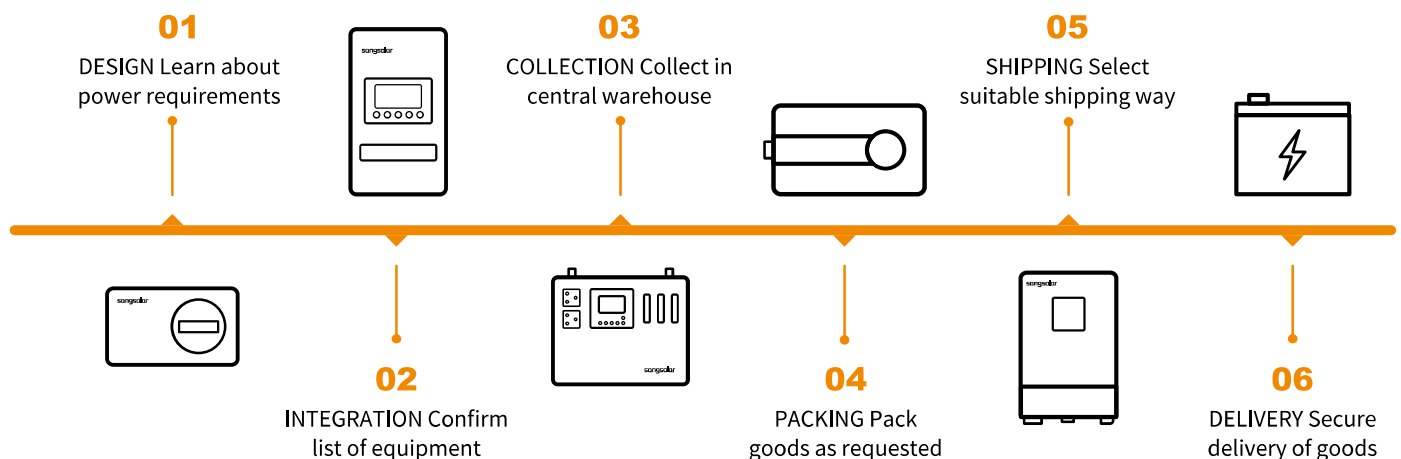 01
DESIGN Learn about
power requirements
songsolar
03
COLLECTION Collect in
central warehouse
05
SHIPPING Select
suitable shipping way
songsolar
02
INTEGRATION Confirm
list of equipment
songsolar
04
PACKING Pack
goods as requested
songsolar
06
DELIVERY Secure
delivery of goods